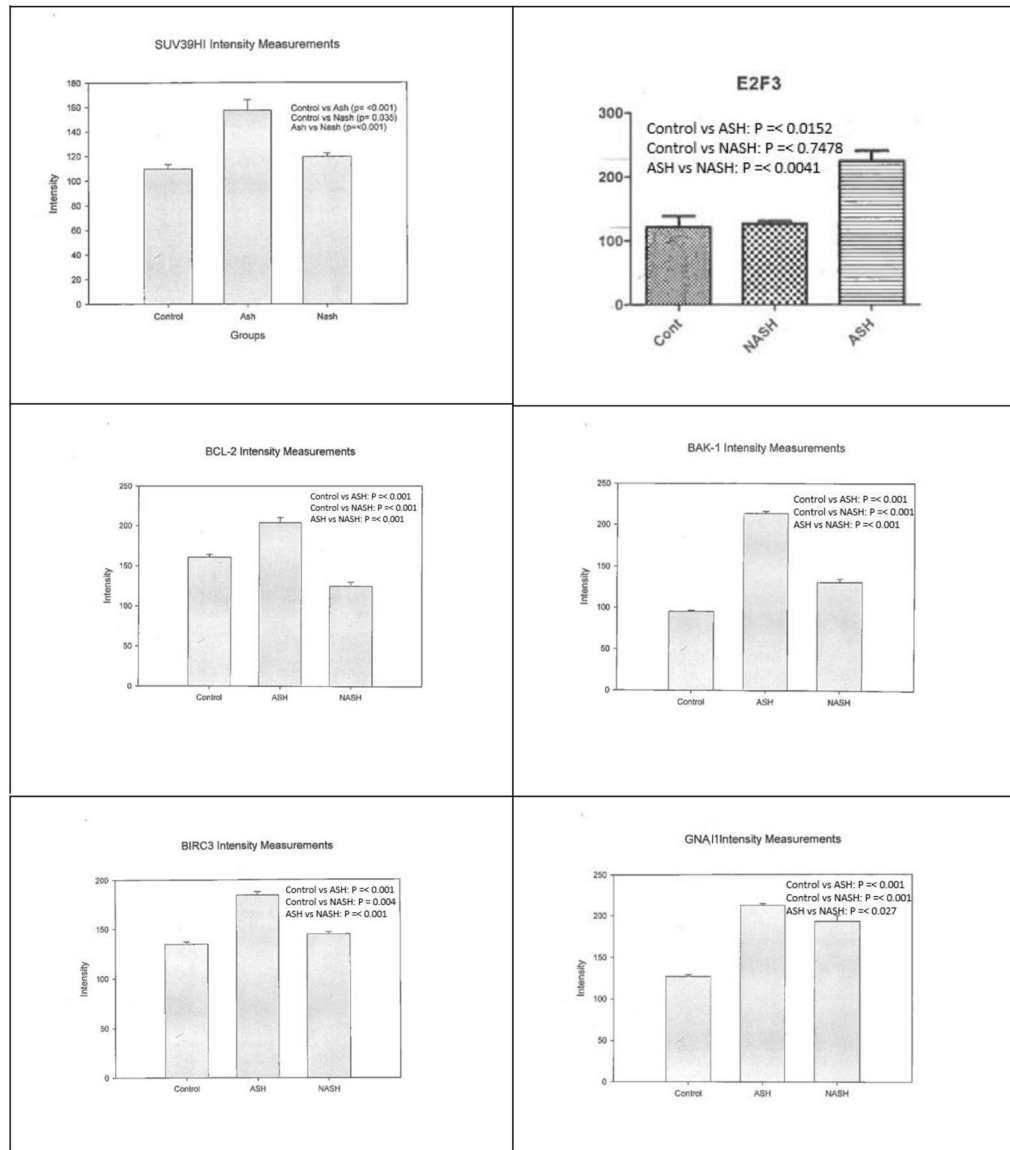 SUV39HI Intensity Measurements
180
160
140
120
100
80
60
40
20
0
Intensity
Control vs Ash (p= <0.001)
Control vs Nash (p= 0.035)
Ash vs Nash (p=<0.001)
Control Ash Nash
Groups
E2F3
300
200
100
0
Control vs ASH: P =< 0.0152
Control vs NASH: P =< 0.7478
ASH vs NASH: P =< 0.0041
Cont NASH ASH
BCL-2 Intensity Measurements
250
200
150
100
50
0
Intensity
Control vs ASH: P =< 0.001
Control vs NASH: P =< 0.001
ASH vs NASH: P =< 0.001
Control ASH NASH
BAK-1 Intensity Measurements
250
200
150
100
50
0
Intensity
Control vs ASH: P =< 0.001
Control vs NASH: P =< 0.001
ASH vs NASH: P =< 0.001
Control ASH NASH
BIRC3 Intensity Measurements
200
150
100
50
0
Intensity
Control vs ASH: P =< 0.001
Control vs NASH: P = 0.004
ASH vs NASH: P =< 0.001
Control ASH NASH
GNAI1Intensity Measurements
250
200
150
100
50
0
Intensity
Control vs ASH: P =< 0.001
Control vs NASH: P =< 0.001
ASH vs NASH: P =< 0.027
Control ASH NASH